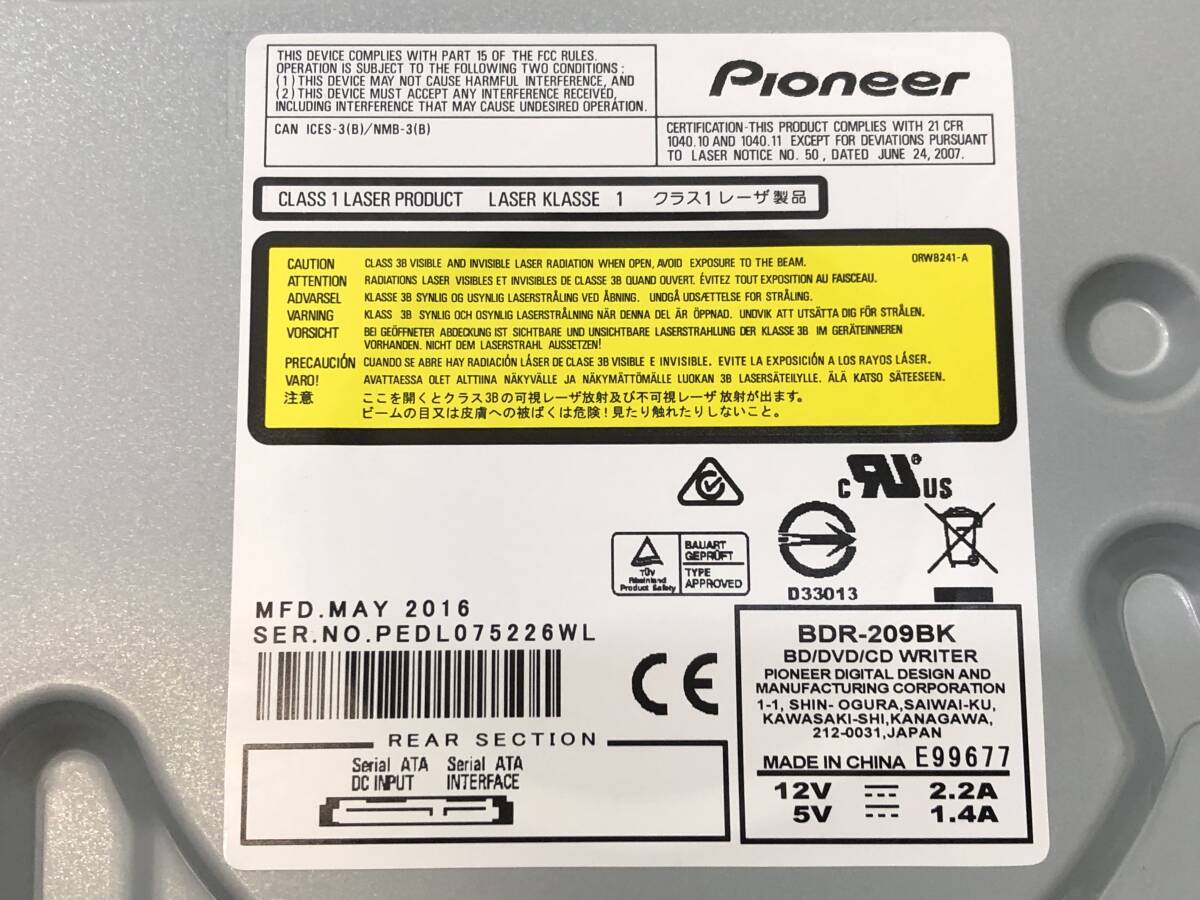 THIS DEVICE COMPLIES WITH PART 15 OF THE FCC RULES.
OPERATION IS SUBJECT TO THE FOLLOWING TWO CONDITIONS :
(1) THIS DEVICE MAY NOT CAUSE HARMFUL INTERFERENCE, AND
(2) THIS DEVICE MUST ACCEPT ANY INTERFERENCE RECEIVED,
INCLUDING INTERFERENCE THAT MAY CAUSE UNDESIRED OPERATION.
CAN ICES-3(B)/NMB-3(B)
Pioneer
CERTIFICATION-THIS PRODUCT COMPLIES WITH 21 CFR
1040.10 AND 1040.11 EXCEPT FOR DEVIATIONS PURSUANT
TO LASER NOTICE NO. 50 , DATED JUNE 24, 2007.
CLASS 1 LASER PRODUCT LASER KLASSE 1 クラス1 レーザ製品
ORW8241-A
CAUTION CLASS 3B VISIBLE AND INVISIBLE LASER RADIATION WHEN OPEN, AVOID EXPOSURE TO THE BEAM.
ATTENTION RADIATIONS LASER VISIBLES ET INVISIBLES DE CLASSE 3B QUAND OUVERT. ÉVITEZ TOUT EXPOSITION AU FAISCEAU.
ADVARSEL KLASSE 3B SYNLIG OG USYNLIG LASERSTRÅLING VED ÅBNING. UNDGÅ UDSÆTTELSE FOR STRÅLING.
VARNING KLASS 3B SYNLIG OCH OSYNLIG LASERSTRÅLNING NÄR DENNA DEL ÄR ÖPPNAD. UNDVIK ATT UTSÄTTA DIG FÖR STRÅLEN.
VORSICHT BEI GEÖFFNETER ABDECKUNG IST SICHTBARE UND UNSICHTBARE LASERSTRAHLUNG DER KLASSE 3B IM GERÄTEINNEREN
VORHANDEN. NICHT DEM LASERSTRAHL AUSSETZEN!
PRECAUCIÓN CUANDO SE ABRE HAY RADIACIÓN LÁSER DE CLASE 3B VISIBLE E INVISIBLE. EVITE LA EXPOSICIÓN A LOS RAYOS LÁSER.
VARO! AVATTAESSA OLET ALTTIINA NÄKYVÄLLE JA NÄKYMÄTTÖMÄLLE LUOKAN 3B LASERSÄTEILYLLE. ÄLÄ KATSO SÄTEESEEN.
注意 ここを開くとクラス3Bの可視レーザ放射及び不可視レーザ放射が出ます。
ビームの目又は皮膚への被ばくは危険!見たり触れたりしないこと。
c RU ® US
TÜV
Rheinland
Product Safety
BAUART
GEPRÜFT
TYPE
APPROVED
D33013
MFD.MAY 2016
SER.NO.PEDL075226WL
CE
REAR SECTION
Serial ATA
DC INPUT
Serial ATA
INTERFACE
BDR-209BK
BD/DVD/CD WRITER
PIONEER DIGITAL DESIGN AND
MANUFACTURING CORPORATION
1-1, SHIN- OGURA,SAIWAI-KU,
KAWASAKI-SHI,KANAGAWA,
212-0031,JAPAN
MADE IN CHINA E99677
12V 2.2A
5V 1.4A